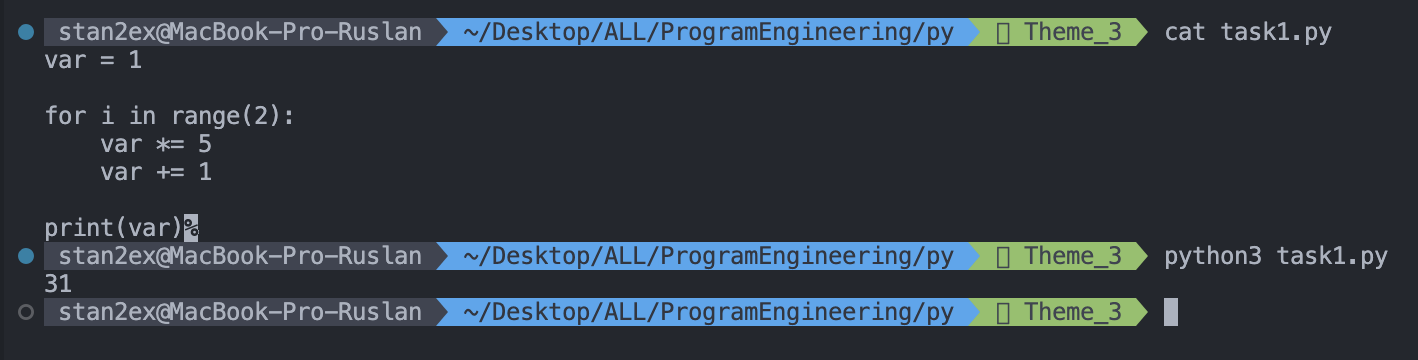 stan2ex@MacBook-Pro-Ruslan ~/Desktop/ALL/ProgramEngineering/py Theme_3 cat task1.py
var = 1
for i in range(2):
    var *= 5
    var += 1
print(var)%
stan2ex@MacBook-Pro-Ruslan ~/Desktop/ALL/ProgramEngineering/py Theme_3 python3 task1.py
31
stan2ex@MacBook-Pro-Ruslan ~/Desktop/ALL/ProgramEngineering/py Theme_3